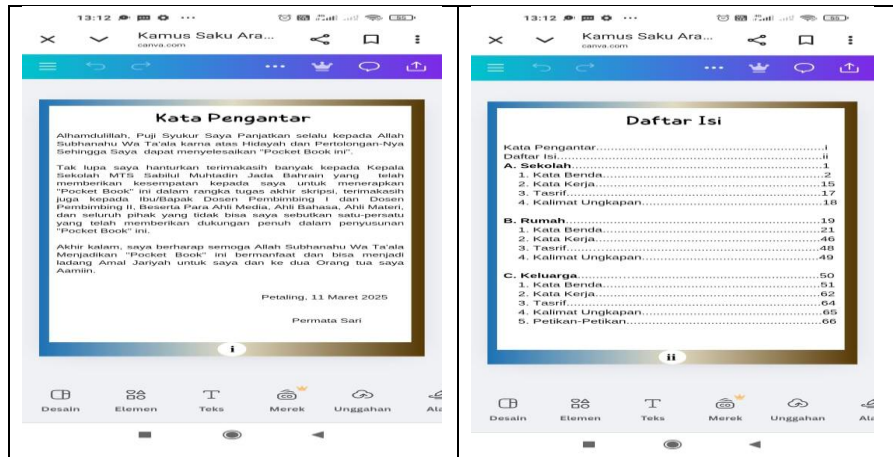 13:12
Kamus Saku Ara...
canva.com
Kata Pengantar
Alhamdulillah, Puji Syukur Saya Panjatkan selalu kepada Allah
Subhanahu Wa Ta'ala karna atas Hidayah dan Pertolongan-Nya
Sehingga Saya dapat menyelesaikan "Pocket Book ini".
Tak lupa saya hanturkan terimakasih banyak kepada Kepala
Sekolah MTS Sabilul Muhtadin Jada Bahrain yang telah
memberikan kesempatan kepada saya untuk menerapkan
"Pocket Book" ini dalam rangka tugas akhir skripsi, terimakasih
juga kepada Ibu/Bapak Dosen Pembimbing I dan Dosen
Pembimbing II, Beserta Para Ahli Media, Ahli Bahasa, Ahli Materi,
dan seluruh pihak yang tidak bisa saya sebutkan satu-persatu
yang telah memberikan dukungan penuh dalam penyusunan
"Pocket Book" ini.
Akhir kalam, saya berharap semoga Allah Subhanahu Wa Ta'ala
Menjadikan "Pocket Book" ini bermanfaat dan bisa menjadi
ladang Amal Jariyah untuk saya dan ke dua Orang tua saya
Aamiin.
Petaling, 11 Maret 2025
Permata Sari
i
Desain Elemen Teks Merek Unggahan Ala
13:12
Kamus Saku Ara...
canva.com
Daftar Isi
Kata Pengantar.....i
Daftar Isi.....ii
A. Sekolah.....1
1. Kata Benda.....2
2. Kata Kerja.....15
3. Tasrif.....17
4. Kalimat Ungkapan.....18
B. Rumah.....19
1. Kata Benda.....21
2. Kata Kerja.....46
3. Tasrif.....48
4. Kalimat Ungkapan.....49
C. Keluarga.....50
1. Kata Benda.....51
2. Kata Kerja.....62
3. Tasrif.....64
4. Kalimat Ungkapan.....65
5. Petikan-Petikan.....66
ii
Desain Elemen Teks Merek Unggahan Ala